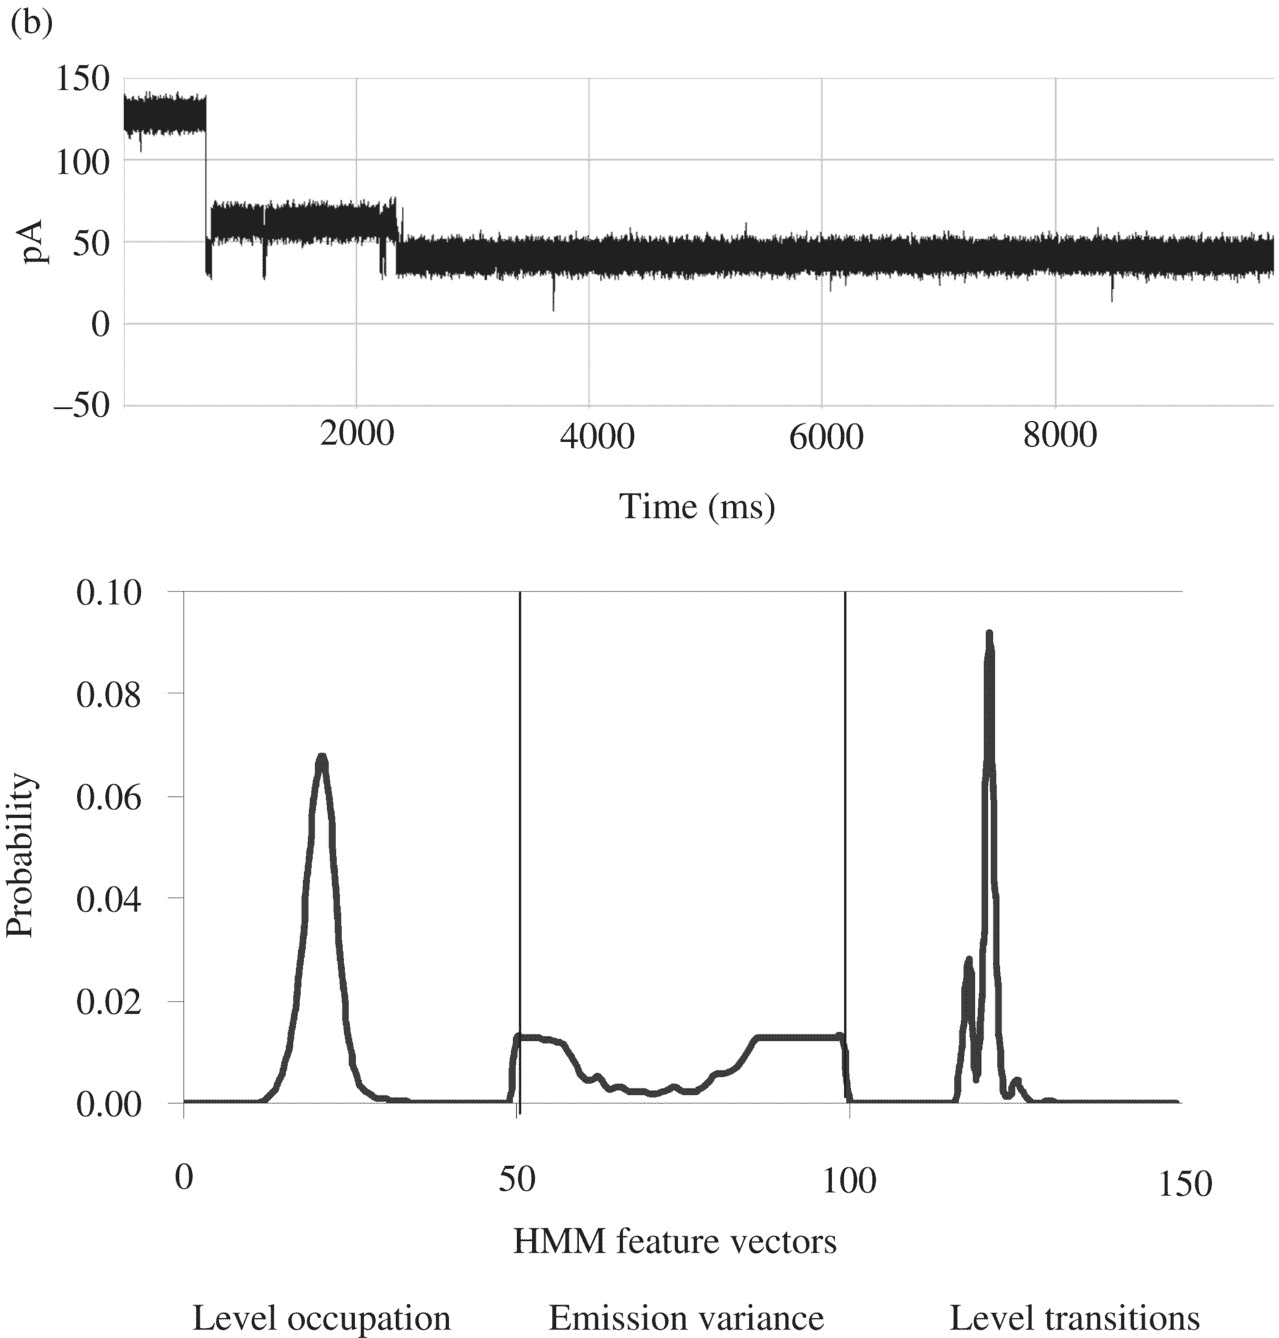 (b)
150
100
50
0
–50
pA
2000 4000 6000 8000
Time (ms)
0.10
0.08
0.06
0.04
0.02
0.00
Probability
0 50 100 150
HMM feature vectors
Level occupation Emission variance Level transitions